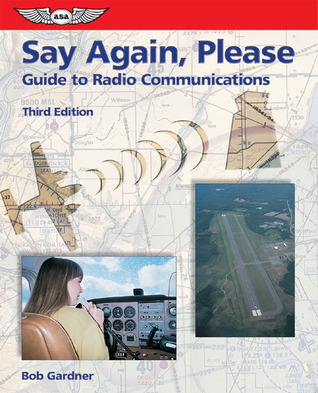 ASA
Say Again, Please
Guide to Radio Communications
Third Edition
Bob Gardner